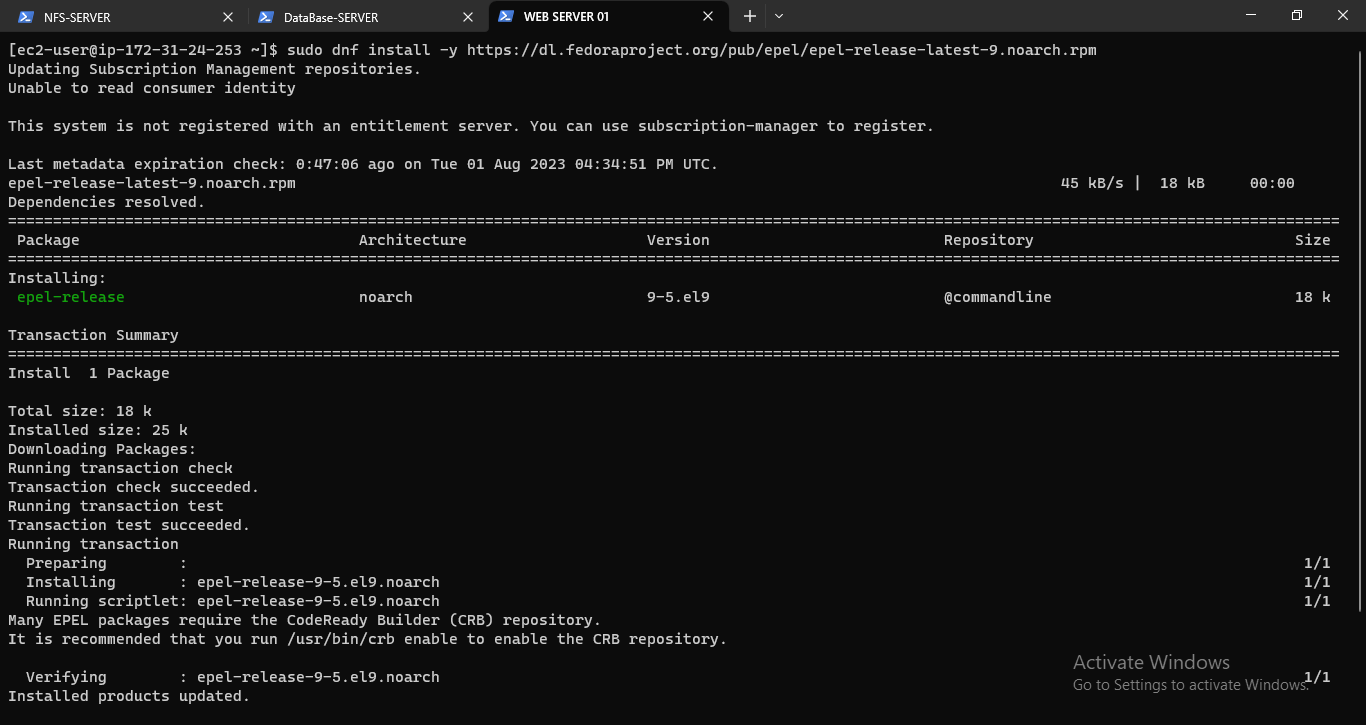 NFS-SERVER
DataBase-SERVER
WEB SERVER 01
[ec2-user@ip-172-31-24-253 ~]$ sudo dnf install -y https://dl.fedoraproject.org/pub/epel/epel-release-latest-9.noarch.rpm
Updating Subscription Management repositories.
Unable to read consumer identity
This system is not registered with an entitlement server. You can use subscription-manager to register.
Last metadata expiration check: 0:47:06 ago on Tue 01 Aug 2023 04:34:51 PM UTC.
epel-release-latest-9.noarch.rpm 45 kB/s | 18 kB 00:00
Dependencies resolved.
====================================================================================================================================================
Package Architecture Version Repository Size
====================================================================================================================================================
Installing:
epel-release noarch 9-5.el9 @commandline 18 k
Transaction Summary
====================================================================================================================================================
Install 1 Package
Total size: 18 k
Installed size: 25 k
Downloading Packages:
Running transaction check
Transaction check succeeded.
Running transaction test
Transaction test succeeded.
Running transaction
Preparing : 1/1
Installing : epel-release-9-5.el9.noarch 1/1
Running scriptlet: epel-release-9-5.el9.noarch 1/1
Many EPEL packages require the CodeReady Builder (CRB) repository.
It is recommended that you run /usr/bin/crb enable to enable the CRB repository.
Activate Windows
Verifying : epel-release-9-5.el9.noarch 1/1
Go to Settings to activate Windows.
Installed products updated.